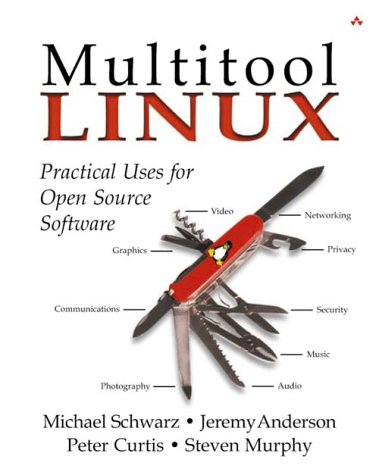 Multitool
LINUX
Practical Uses for
Open Source
Software
Video
Networking
Graphics
Privacy
Communications
Security
Music
Photography
Audio
Michael Schwarz • Jeremy Anderson
Peter Curtis • Steven Murphy